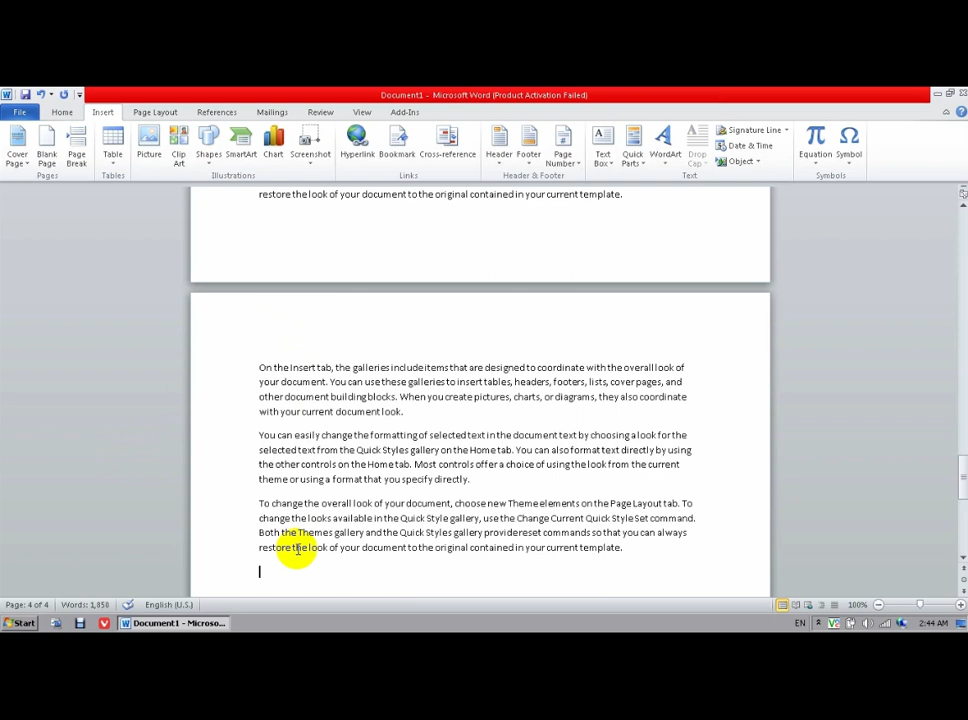 Document1 - Microsoft Word (Product Activation Failed)
File Home Insert Page Layout References Mailings Review View Add-Ins
Cover Page Blank Page Page Break Table Picture Clip Art Shapes SmartArt Chart Screenshot Hyperlink Bookmark Cross-reference Header Footer Page Number Text Box Quick Parts WordArt Drop Cap Signature Line Date & Time Object Equation Symbol
Pages Tables Illustrations Links Header & Footer Text Symbols
restore the look of your document to the original contained in your current template.
On the Insert tab, the galleries include items that are designed to coordinate with the overall look of
your document. You can use these galleries to insert tables, headers, footers, lists, cover pages, and
other document building blocks. When you create pictures, charts, or diagrams, they also coordinate
with your current document look.
You can easily change the formatting of selected text in the document text by choosing a look for the
selected text from the Quick Styles gallery on the Home tab. You can also format text directly by using
the other controls on the Home tab. Most controls offer a choice of using the look from the current
theme or using a format that you specify directly.
To change the overall look of your document, choose new Theme elements on the Page Layout tab. To
change the looks available in the Quick Style gallery, use the Change Current Quick Style Set command.
Both the Themes gallery and the Quick Styles gallery provide reset commands so that you can always
restore the look of your document to the original contained in your current template.
Page: 4 of 4 Words: 1,850 English (U.S.) 100%
Start Document1 - Microso... EN 2:44 AM